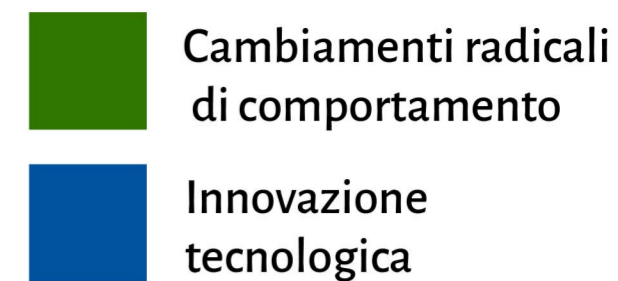 Cambiamenti radicali
di comportamento
Innovazione
tecnologica